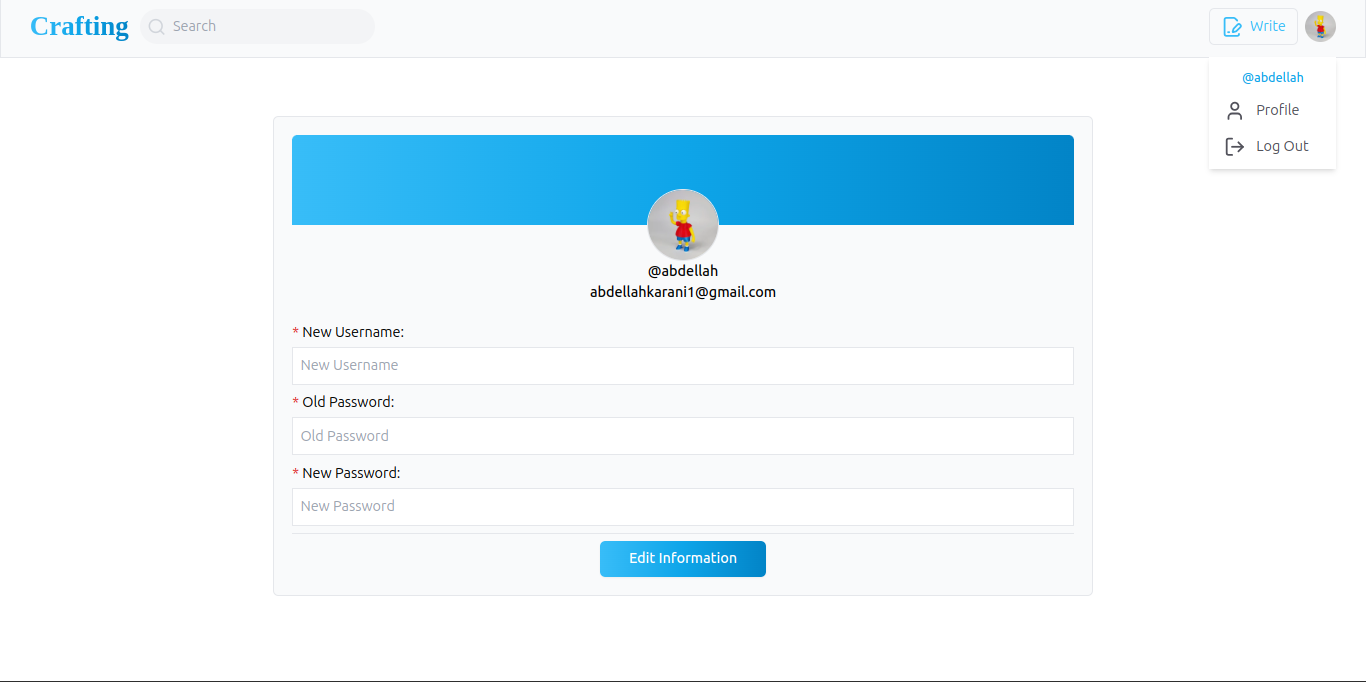 Crafting
Search
Write
@abdellah
Profile
Log Out
@abdellah
abdellahkarani1@gmail.com
* New Username:
New Username
* Old Password:
Old Password
* New Password:
New Password
Edit Information